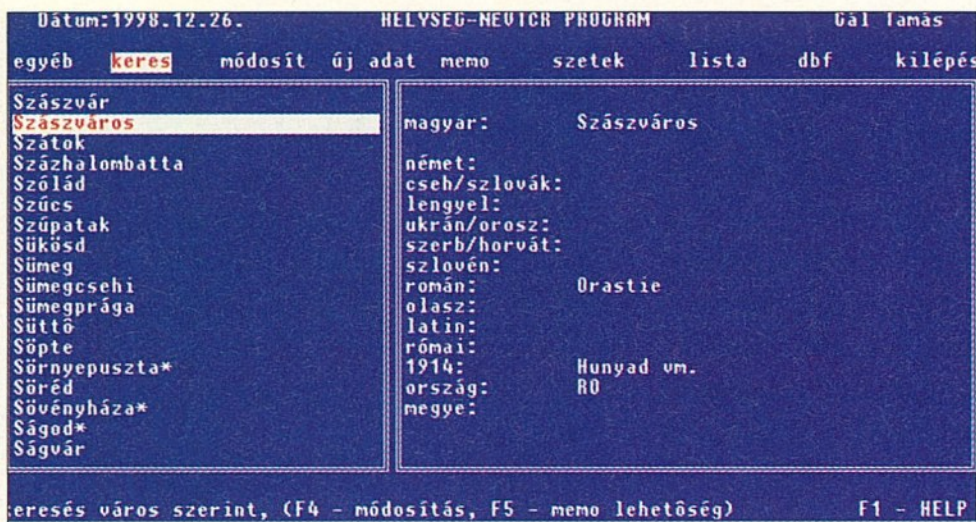 Dátum:1998.12.26. HELYSEG-NEVTCR PROGRAM Gál Tamás
egyéb keres módosít új adat memo szetek lista dbf kilépés
Szászvár
Szászváros
Szátok
Százhalombatta
Szólád
Szúcs
Szúpatak
Sükösd
Sümeg
Sümegcsehi
Sümegprága
Süttô
Söpte
Sörnyepuszta*
Söréd
Sövényháza*
Ságod*
Ságvár
magyar: Szászváros
német:
cseh/szlovák:
lengyel:
ukrán/orosz:
szerb/horvát:
szlovén:
román: Orastie
olasz:
latin:
római:
1914: Hunyad vm.
ország: RO
megye:
eresés város szerint, (F4 - módosítás, F5 - memo lehetôség) F1 - HELP